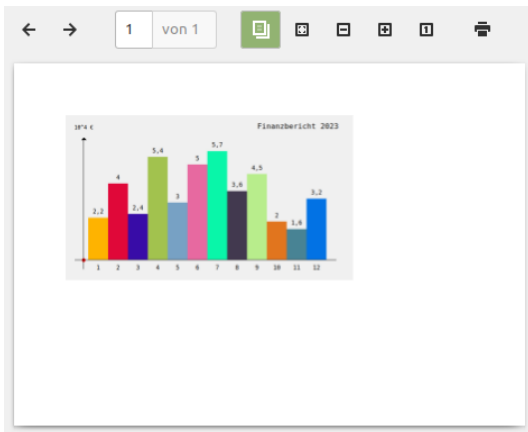 1 von 1 1
10^4 € Finanzbericht 2023
2,2 4 2,4 5,4 3 5 5,7 3,6 4,5 2 1,6 3,2
1 2 3 4 5 6 7 8 9 10 11 12